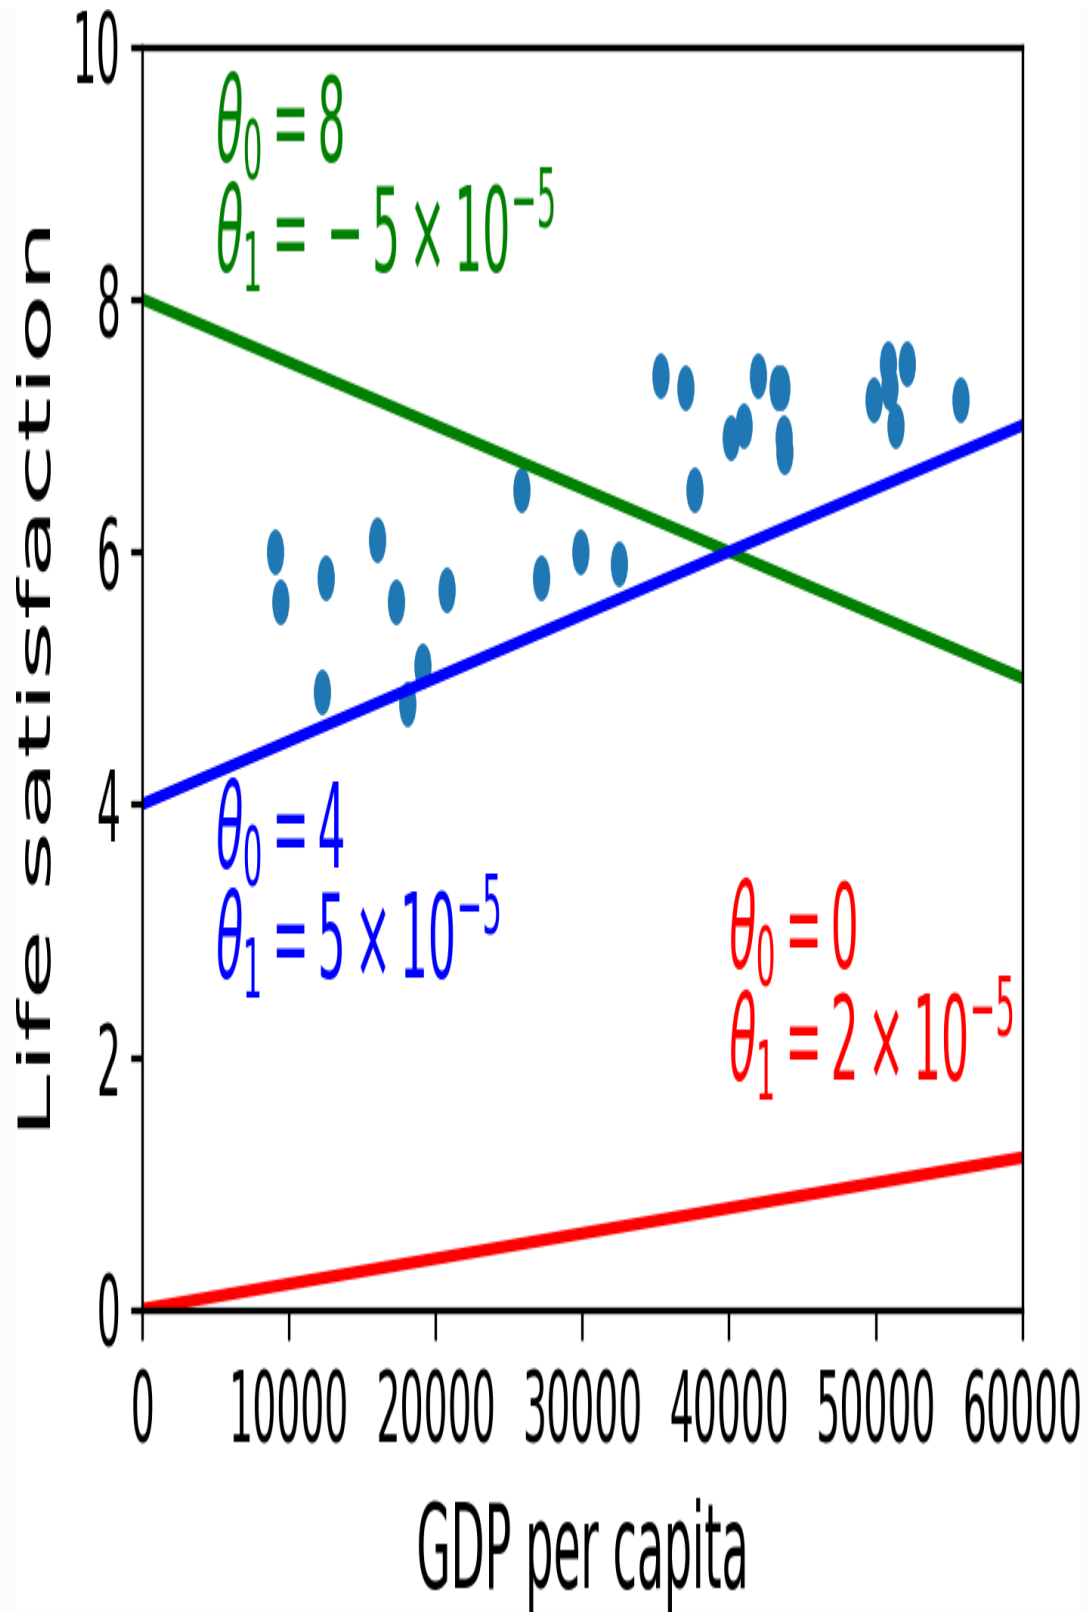 10
θ₀ = 8
θ₁ = −5 × 10⁻⁵
8
6
4
θ₀ = 4
θ₁ = 5 × 10⁻⁵
θ₀ = 0
θ₁ = 2 × 10⁻⁵
2
0
Life satisfaction
0 10000 20000 30000 40000 50000 60000
GDP per capita